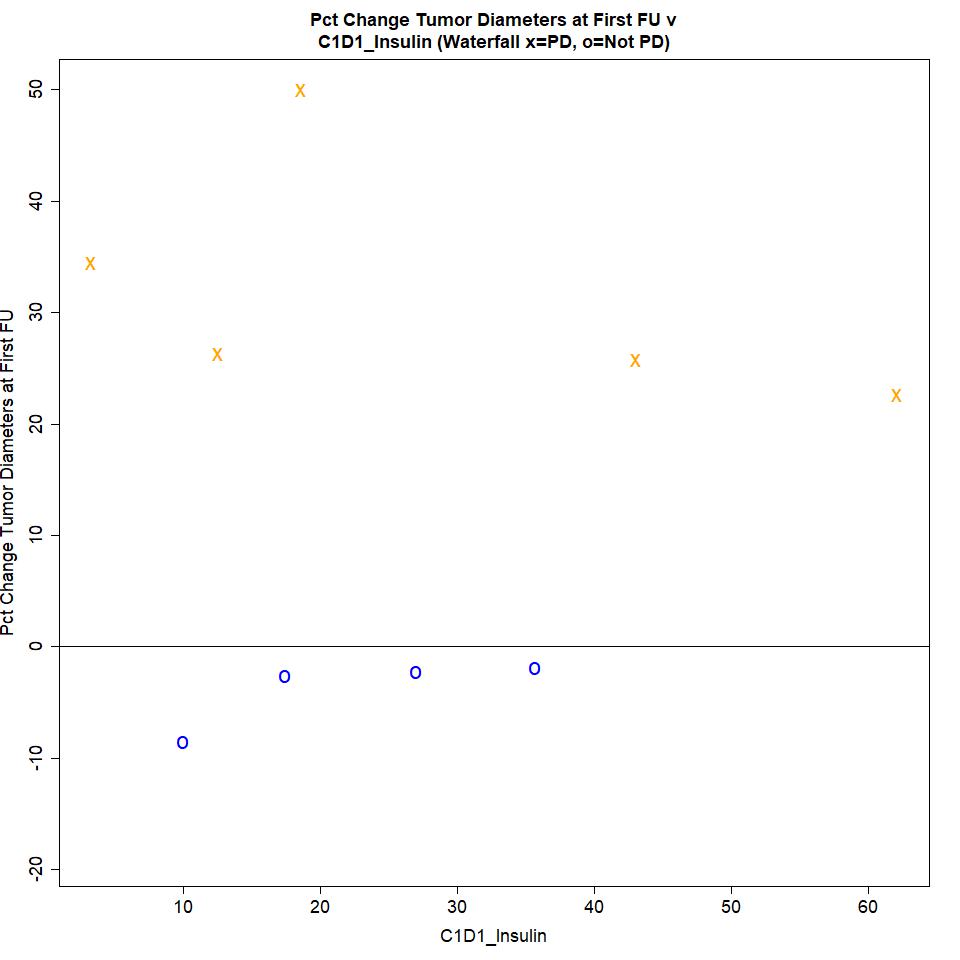 Pct Change Tumor Diameters at First FU v
C1D1_Insulin (Waterfall x=PD, o=Not PD)
Pct Change Tumor Diameters at First FU
50
40
30
20
10
0
-10
-20
x
x
x
x
x
o
o
o
o
10
20
30
40
50
60
C1D1_Insulin